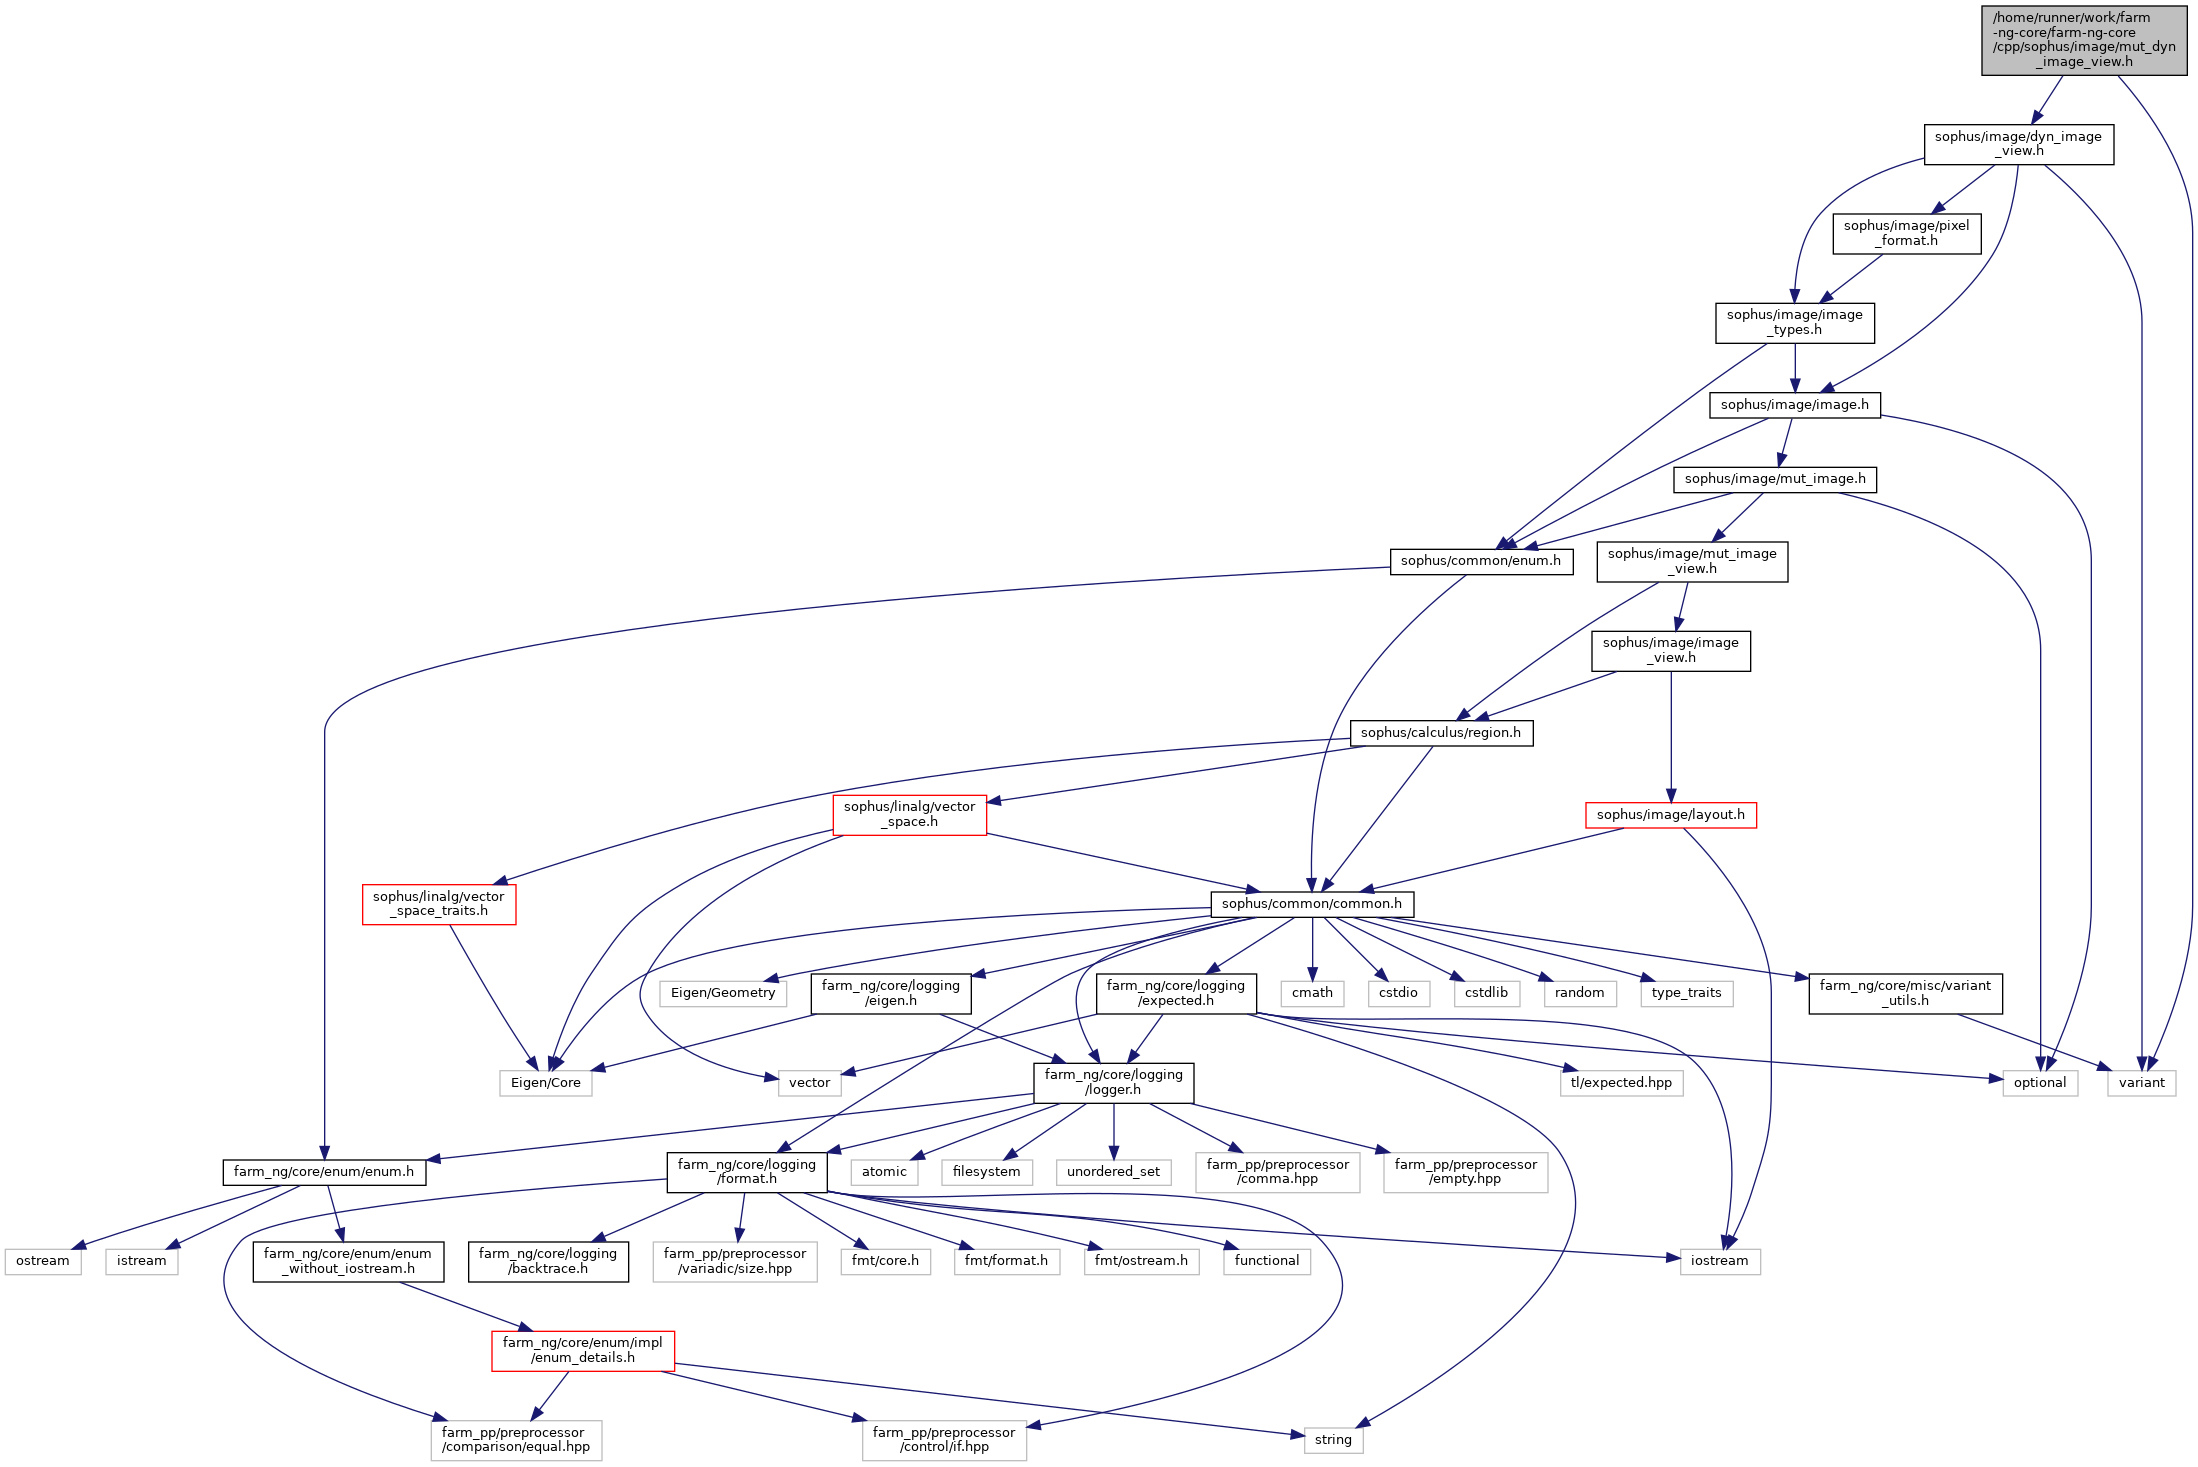 /home/runner/work/farm
-ng-core/farm-ng-core
/cpp/sophus/image/mut_dyn
_image_view.h
sophus/image/dyn_image
_view.h
sophus/image/pixel
_format.h
sophus/image/image
_types.h
sophus/image/image.h
sophus/image/mut_image.h
sophus/common/enum.h
sophus/image/mut_image
_view.h
sophus/image/image
_view.h
sophus/calculus/region.h
sophus/linalg/vector
_space.h
sophus/image/layout.h
sophus/linalg/vector
_space_traits.h
sophus/common/common.h
Eigen/Geometry
farm_ng/core/logging
/eigen.h
farm_ng/core/logging
/expected.h
cmath
cstdio
cstdlib
random
type_traits
farm_ng/core/misc/variant
_utils.h
Eigen/Core
vector
farm_ng/core/logging
/logger.h
tl/expected.hpp
optional
variant
farm_ng/core/enum/enum.h
farm_ng/core/logging
/format.h
atomic
filesystem
unordered_set
farm_pp/preprocessor
/comma.hpp
farm_pp/preprocessor
/empty.hpp
ostream
istream
farm_ng/core/enum/enum
_without_iostream.h
farm_ng/core/logging
/backtrace.h
farm_pp/preprocessor
/variadic/size.hpp
fmt/core.h
fmt/format.h
fmt/ostream.h
functional
iostream
farm_ng/core/enum/impl
/enum_details.h
farm_pp/preprocessor
/comparison/equal.hpp
farm_pp/preprocessor
/control/if.hpp
string